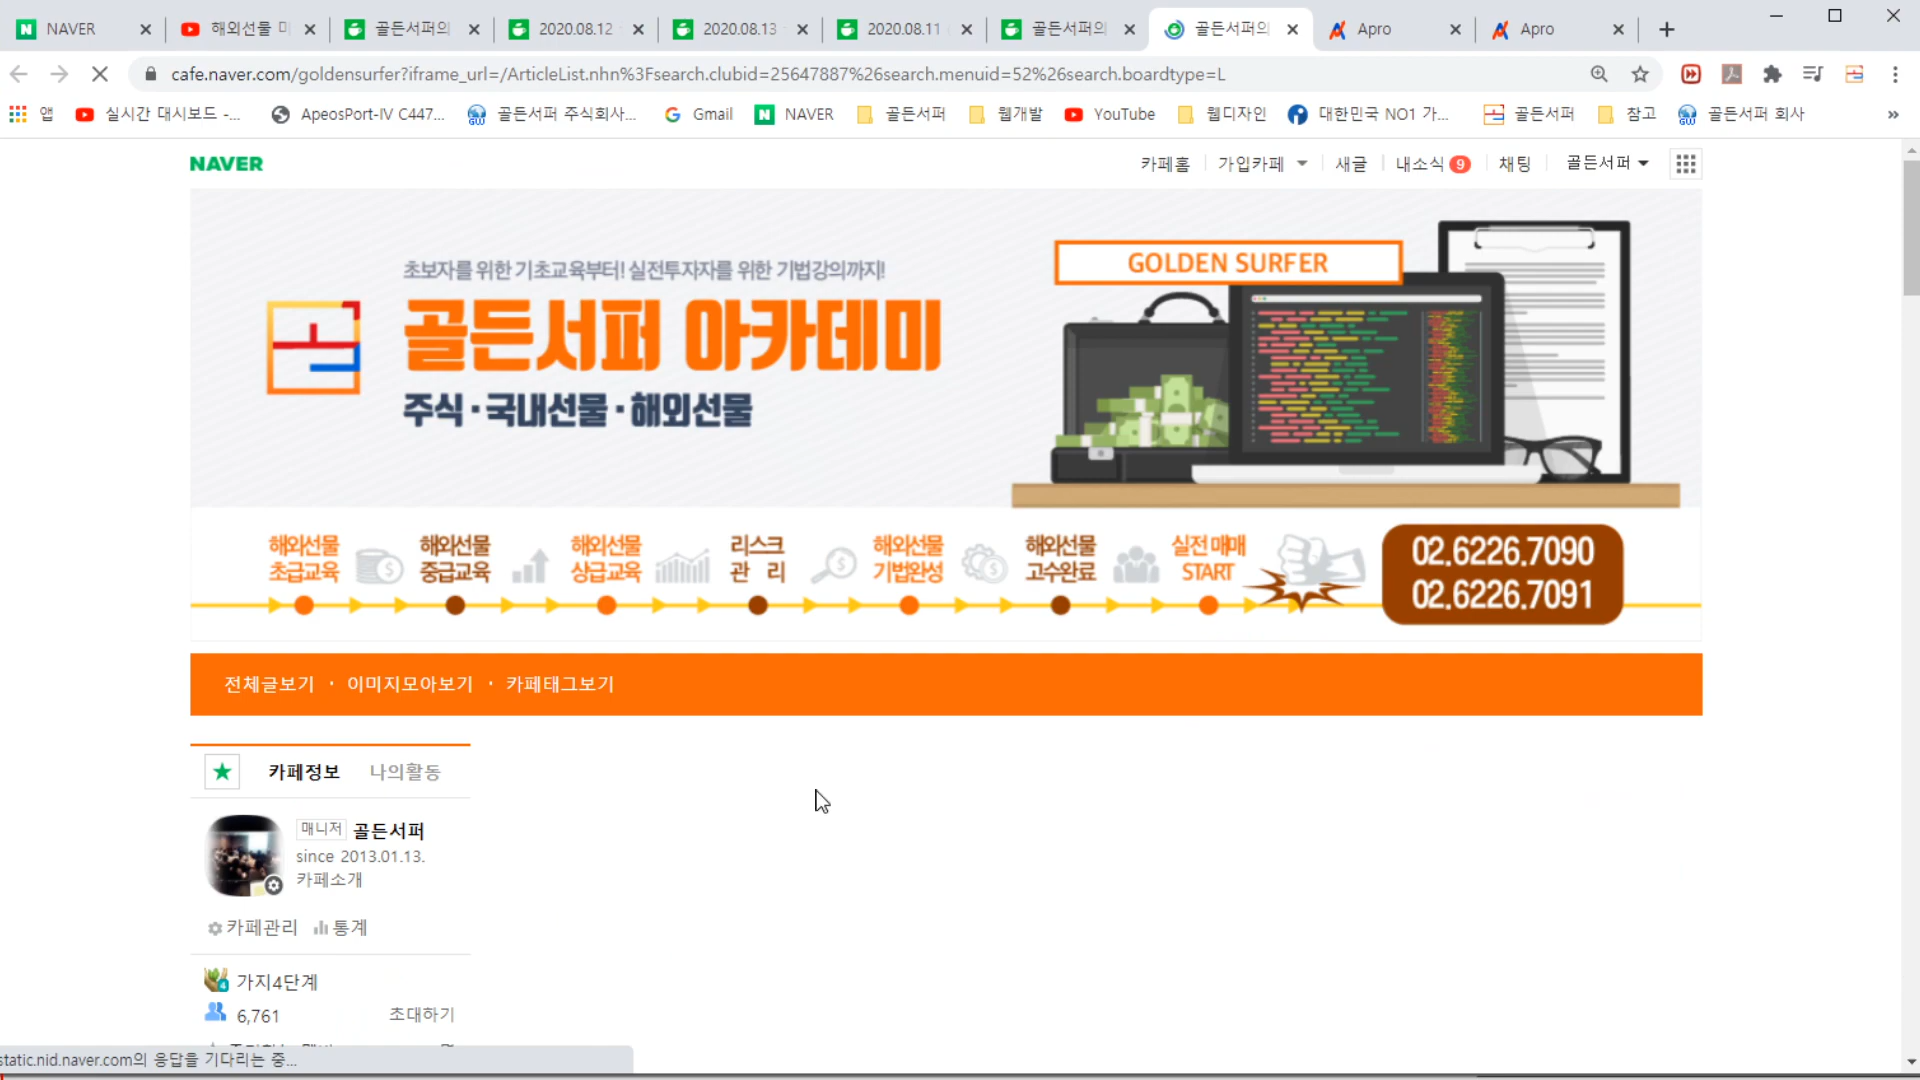 NAVER
해외선물 미
골든서퍼의
2020.08.12
2020.08.13
2020.08.11
골든서퍼의
골든서퍼의
Apro
Apro
cafe.naver.com/goldensurfer?iframe_url=/ArticleList.nhn%3Fsearch.clubid=25647887%26search.menuid=52%26search.boardtype=L
앱
실시간 대시보드 -...
ApeosPort-IV C447...
골든서퍼 주식회사...
Gmail
NAVER
골든서퍼
웹개발
YouTube
웹디자인
대한민국 NO1 가...
골든서퍼
참고
골든서퍼 회사
»
NAVER
카페홈
가입카페
새글
내소식 9
채팅
골든서퍼
초보자를 위한 기초교육부터! 실전투자자를 위한 기법강의까지!
골든서퍼 아카데미
주식·국내선물·해외선물
GOLDEN SURFER
해외선물 초급교육
해외선물 중급교육
해외선물 상급교육
리스크 관 리
해외선물 기법완성
해외선물 고수완료
실전 매매 START
02.6226.7090
02.6226.7091
전체글보기 · 이미지모아보기 · 카페태그보기
카페정보
나의활동
매니저 골든서퍼
since 2013.01.13.
카페소개
카페관리
통계
가지4단계
6,761
초대하기
static.nid.naver.com의 응답을 기다리는 중...